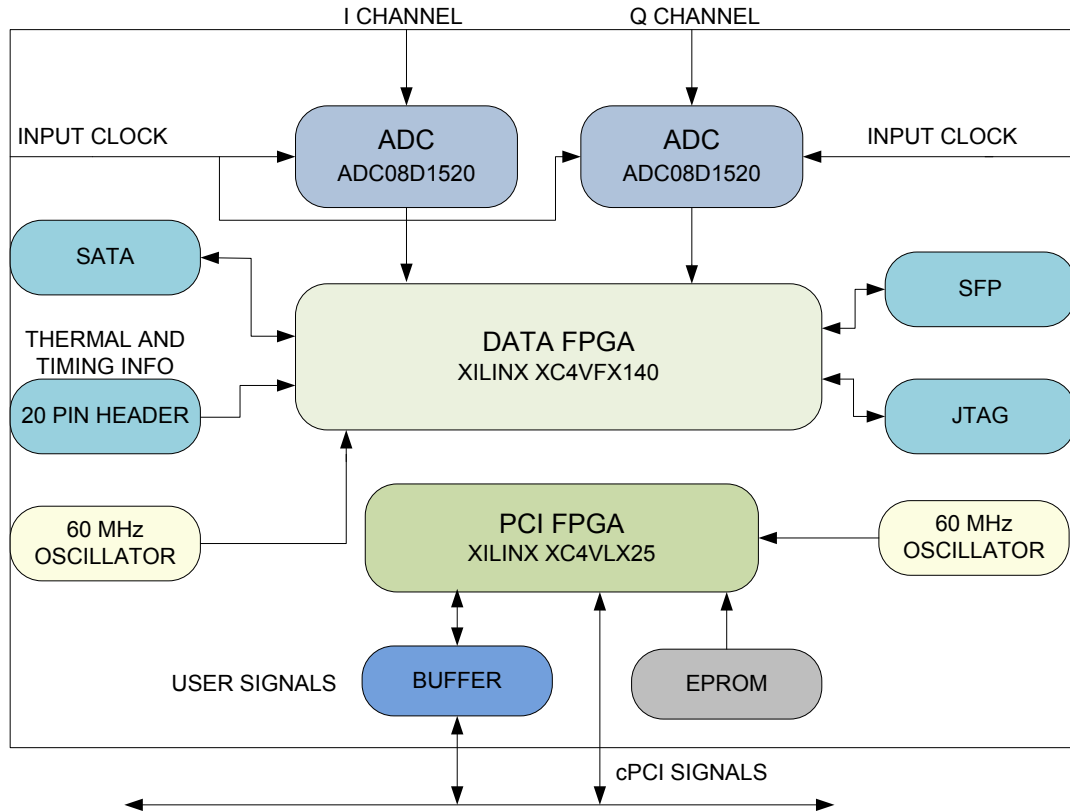 I CHANNEL
Q CHANNEL
ADC
ADC08D1520
ADC
ADC08D1520
INPUT CLOCK
INPUT CLOCK
SATA
SFP
THERMAL AND
TIMING INFO
DATA FPGA
XILINX XC4VFX140
20 PIN HEADER
JTAG
60 MHz
OSCILLATOR
PCI FPGA
XILINX XC4VLX25
60 MHz
OSCILLATOR
USER SIGNALS
BUFFER
EPROM
cPCI SIGNALS